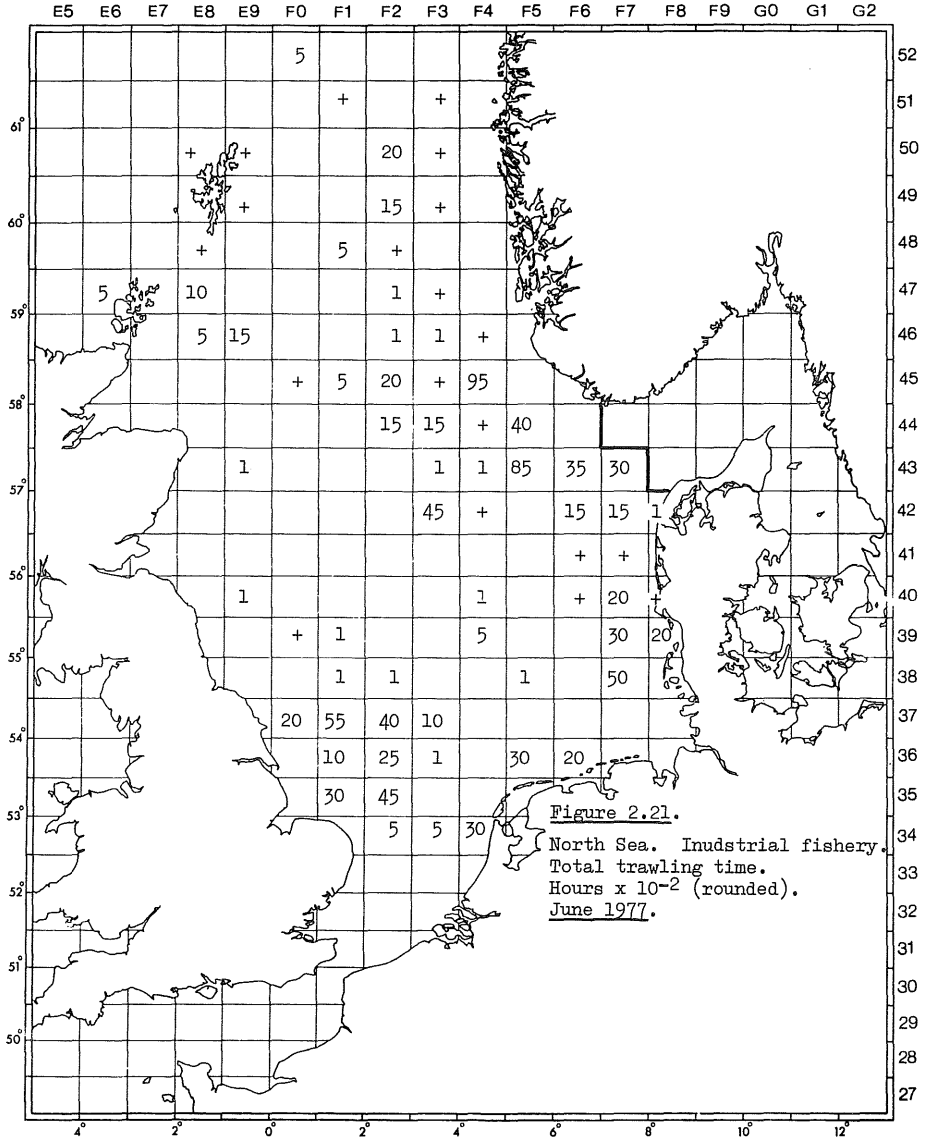 E5 E6 E7 E8 E9 F0 F1 F2 F3 F4 F5 F6 F7 F8 F9 G0 G1 G2
5 52
+ + 51
61°
+ + 20 + 50
+ 15 + 49
60°
+ 5 + 48
5 10 1 + 47
59°
5 15 1 1 + 46
+ 5 20 + 95 45
58°
15 15 + 40 44
1 1 1 85 35 30 43
57°
45 + 15 15 1 42
+ + 41
56°
1 1 + 20 + 40
+ 1 5 30 20 39
55°
1 1 1 50 38
20 55 40 10 37
54°
10 25 1 30 20 36
30 45 35
53°
5 5 30 34
Figure 2.21.
North Sea. Inudstrial fishery.
Total trawling time.
Hours x 10-2 (rounded).
June 1977.
33
52°
32
31
51°
30
29
50°
28
27
4° 2° 0° 2° 4° 6° 8° 10° 12°